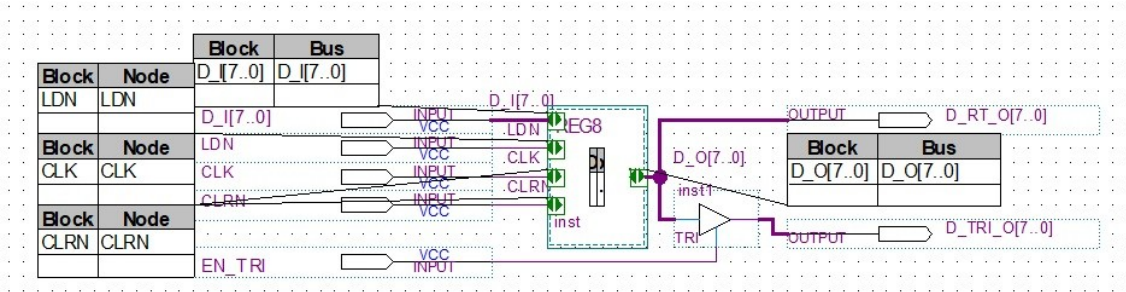 Block Bus
D_I[7..0] D_I[7..0]
Block Node
LDN LDN
Block Node
CLK CLK
Block Node
CLRN CLRN
D_I[7..0] INPUT
VCC
LDN INPUT
VCC
CLK INPUT
VCC
CLRN INPUT
VCC
EN_TRI VCC
INPUT
D_I[7..0]
LDN
CLK
CLRN
REG8
inst
D_O[7..0]
inst1
TRI
OUTPUT D_RT_O[7..0]
Block Bus
D_O[7..0] D_O[7..0]
OUTPUT D_TRI_O[7..0]